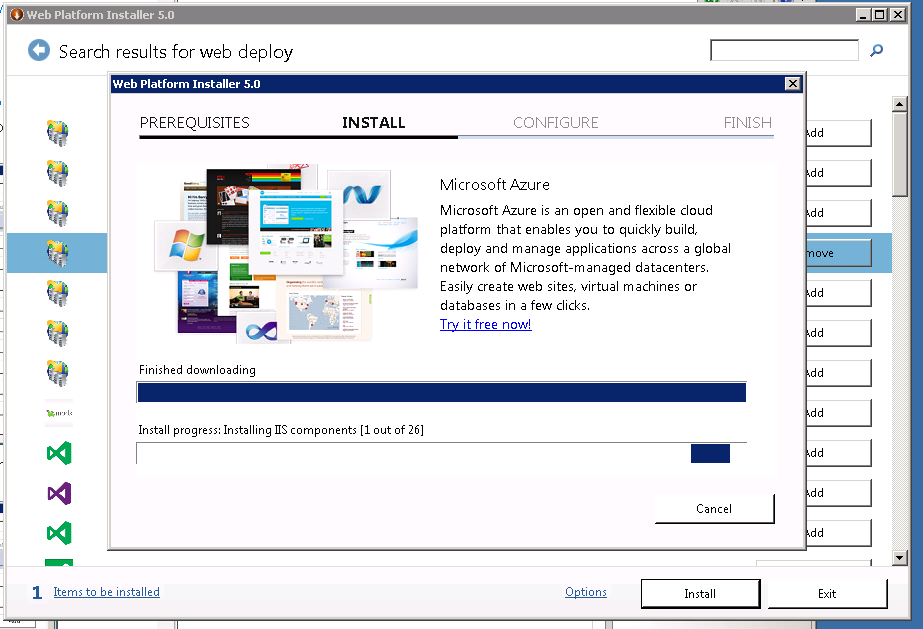 Web Platform Installer 5.0
Search results for web deploy
Web Platform Installer 5.0
PREREQUISITES INSTALL CONFIGURE FINISH
Microsoft Azure
Microsoft Azure is an open and flexible cloud
platform that enables you to quickly build,
deploy and manage applications across a global
network of Microsoft-managed datacenters.
Easily create web sites, virtual machines or
databases in a few clicks.
Try it free now!
Finished downloading
Install progress: Installing IIS components [1 out of 26]
Cancel
Add
Add
Add
move
Add
Add
Add
Add
Add
Add
Add
1 Items to be installed
Options
Install
Exit